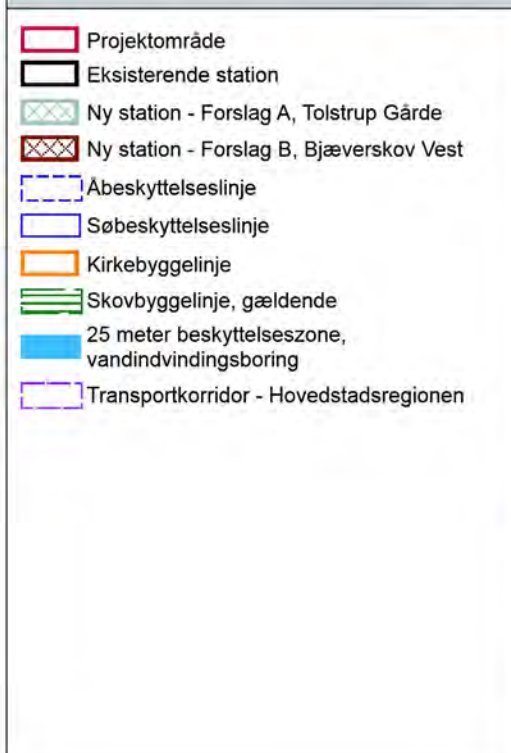 Projektområde
Eksisterende station
Ny station - Forslag A, Tolstrup Gårde
Ny station - Forslag B, Bjæverskov Vest
Åbeskyttelseslinje
Søbeskyttelseslinje
Kirkebyggelinje
Skovbyggelinje, gældende
25 meter beskyttelseszone,
vandindvindingsboring
Transportkorridor - Hovedstadsregionen